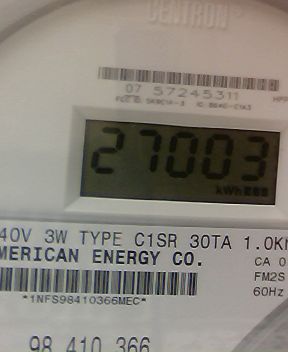 CENTRON
07 57245311
27003
kWh
40V 3W TYPE C1SR 30TA 1.0K
MERICAN ENERGY CO.
CA 0
FM2S
60Hz
*1NFS98410366MEC*
98 410 366